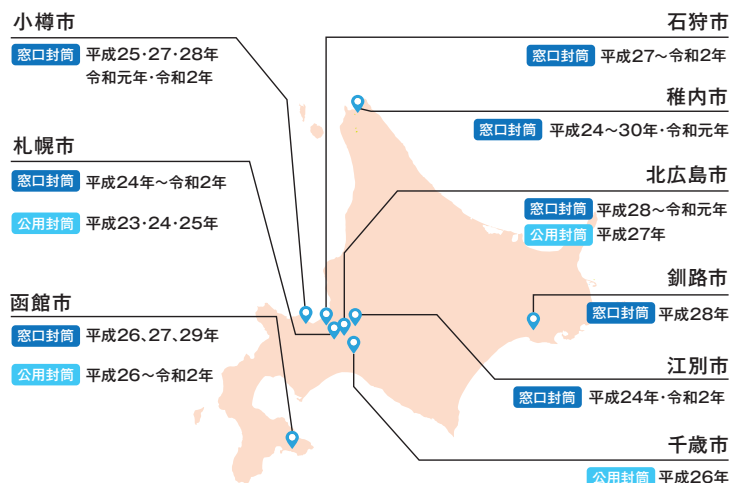 小樽市
窓口封筒 平成25・27・28年
令和元年・令和2年
札幌市
窓口封筒 平成24年～令和2年
公用封筒 平成23・24・25年
函館市
窓口封筒 平成26、27、29年
公用封筒 平成26～令和2年
石狩市
窓口封筒 平成27～令和2年
稚内市
窓口封筒 平成24～30年・令和元年
北広島市
窓口封筒 平成28～令和元年
公用封筒 平成27年
釧路市
窓口封筒 平成28年
江別市
窓口封筒 平成24年・令和2年
千歳市
公用封筒 平成26年